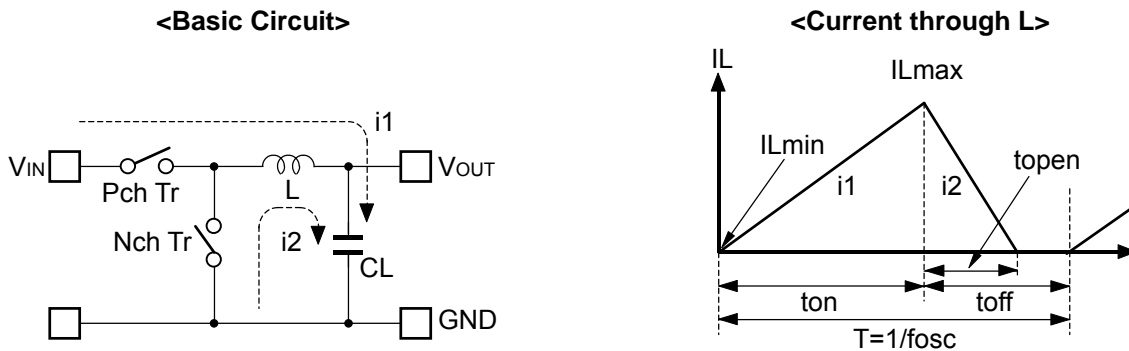 <Basic Circuit>
VIN
Pch Tr
Nch Tr
L
i1
i2
CL
VOUT
GND
<Current through L>
IL
ILmax
ILmin
i1
i2
topen
ton
toff
T=1/fosc